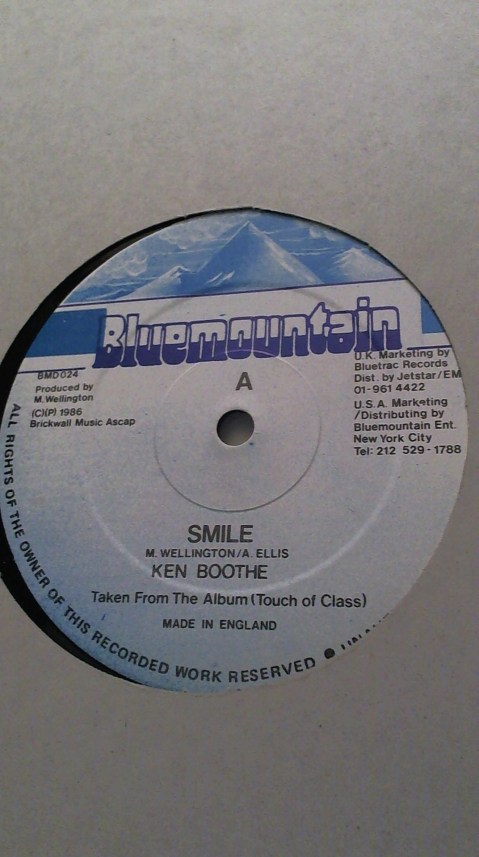 Bluemountain
A
BMD024
Produced by
M. Wellington
(C)(P) 1986
Brickwall Music Ascap
U.K. Marketing by
Bluetrac Records
Dist. by Jetstar/EM
01-961 4422
U.S.A. Marketing
/Distributing by
Bluemountain Ent.
New York City
Tel: 212 529-1788
SMILE
M. WELLINGTON/A. ELLIS
KEN BOOTHE
Taken From The Album (Touch of Class)
MADE IN ENGLAND
ALL RIGHTS OF THE OWNER OF THIS RECORDED WORK RESERVED ●